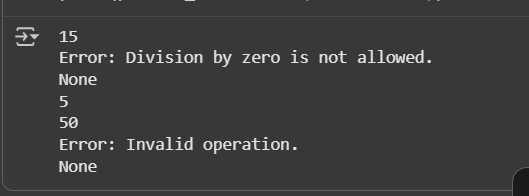 15
Error: Division by zero is not allowed.
None
5
50
Error: Invalid operation.
None